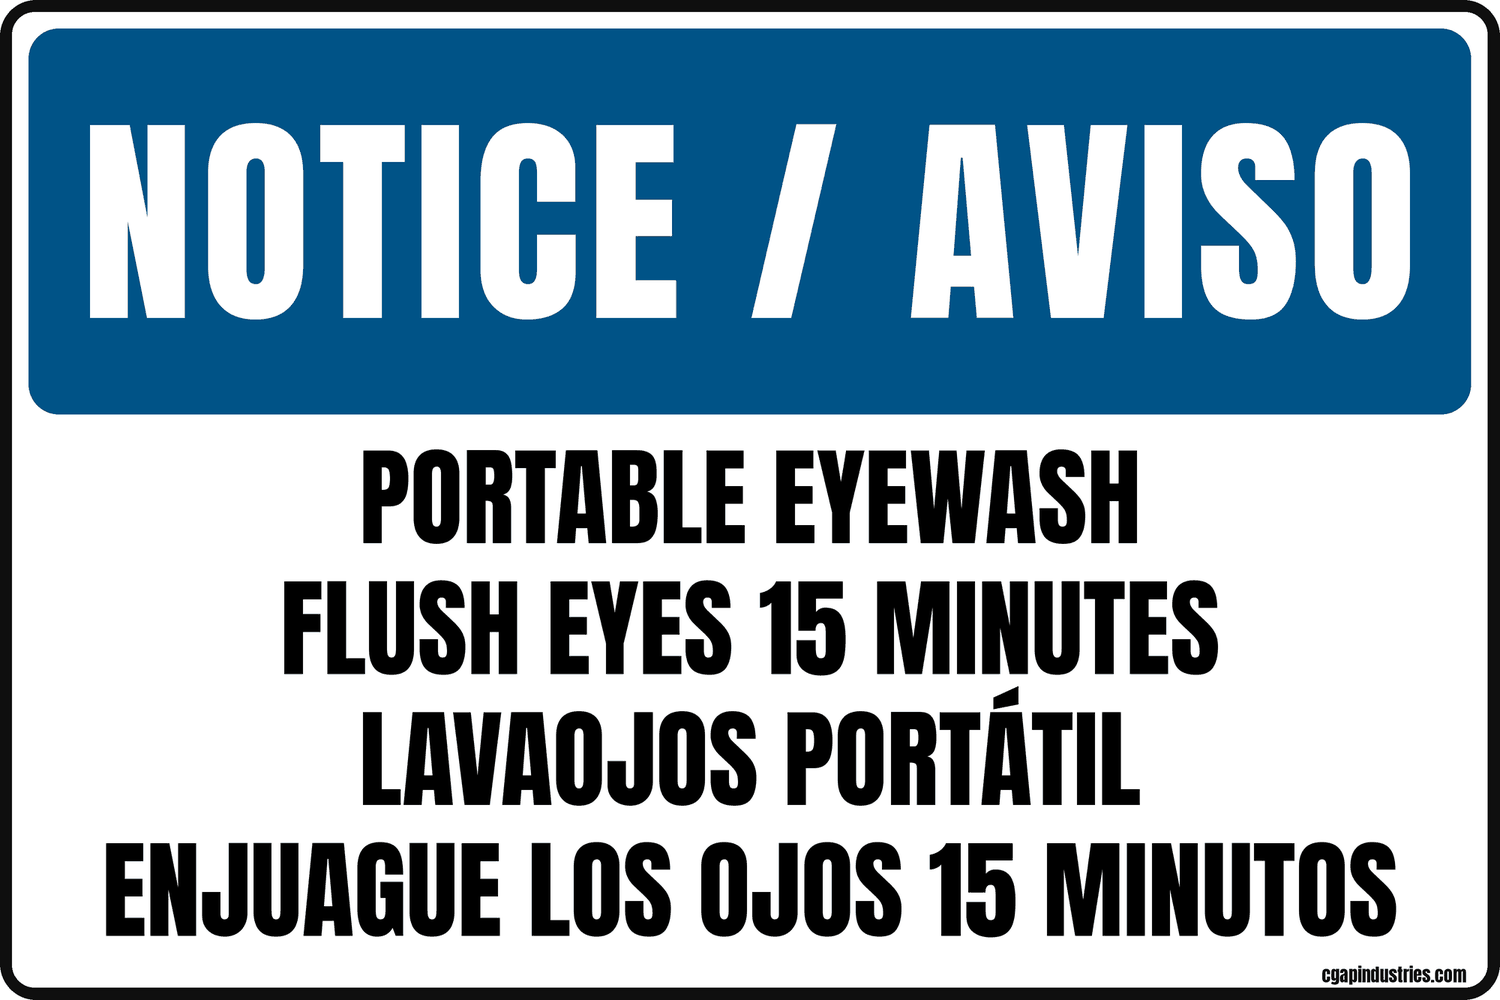 NOTICE / AVISO
PORTABLE EYEWASH
FLUSH EYES 15 MINUTES
LAVAOJOS PORTÁTIL
ENJUAGUE LOS OJOS 15 MINUTOS
cgapindustries.com